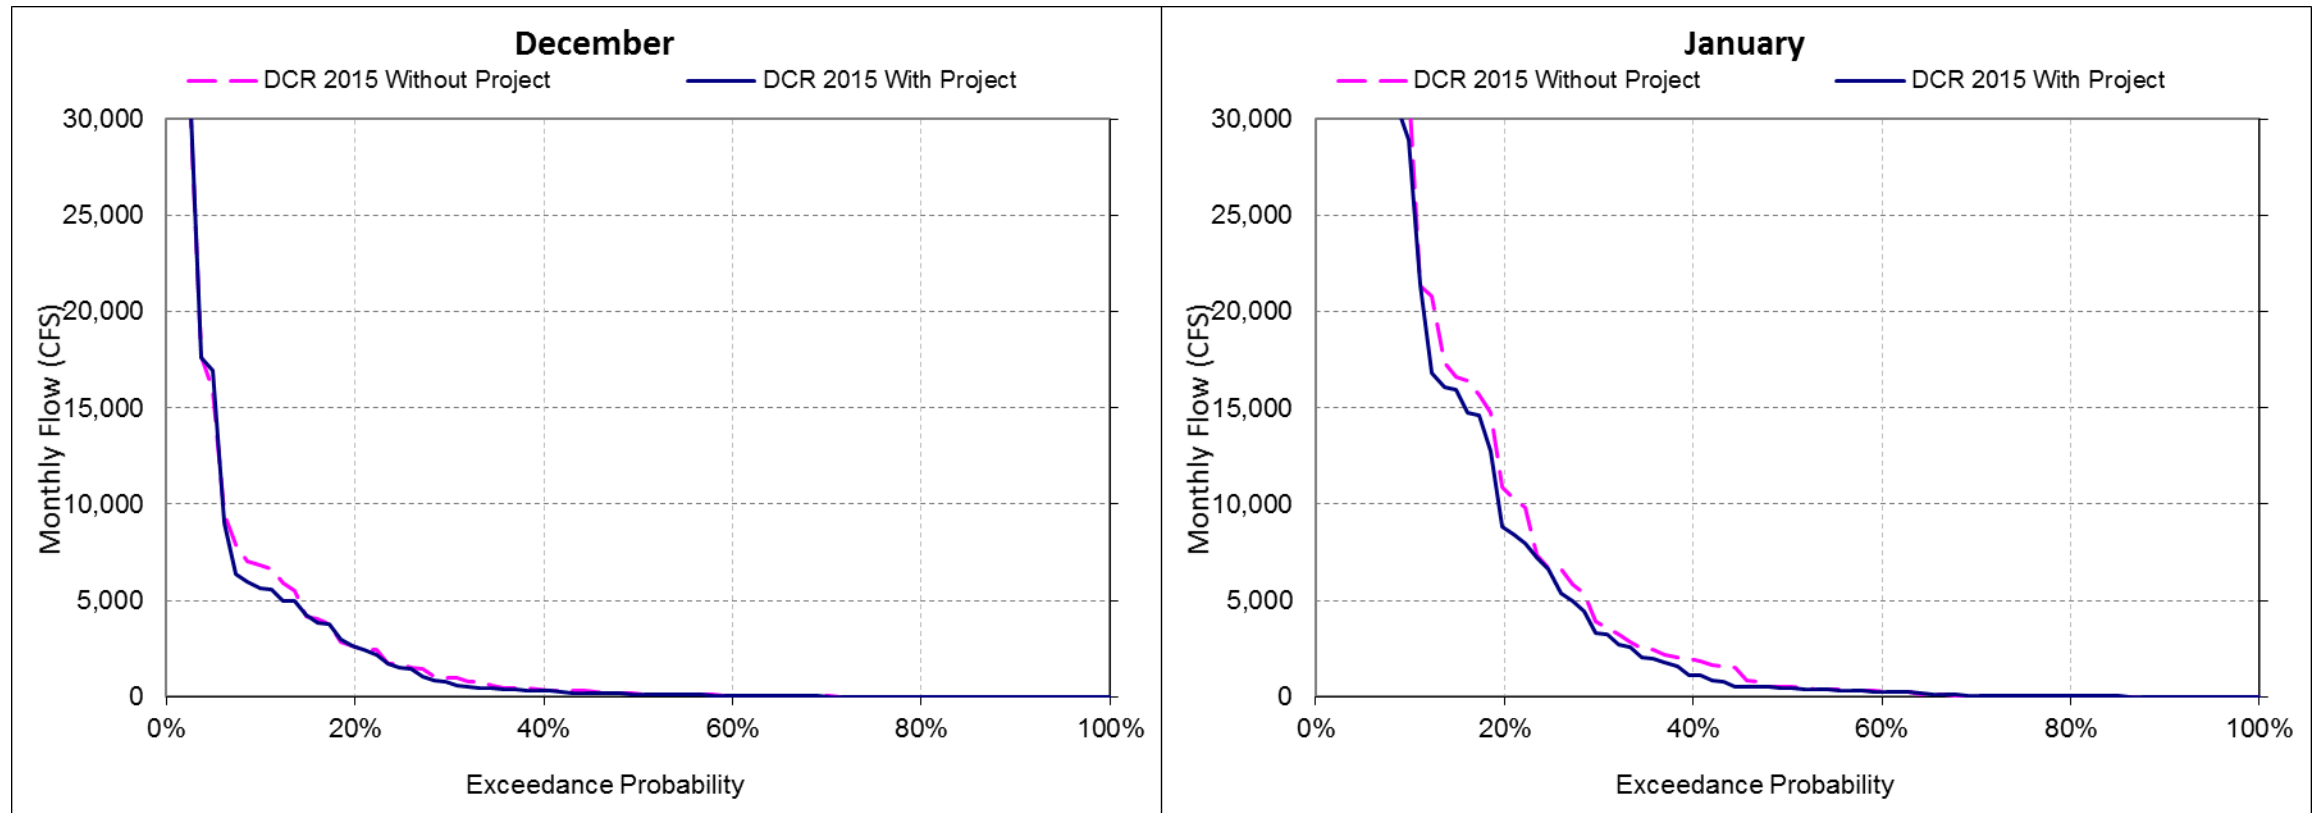 December
DCR 2015 Without Project DCR 2015 With Project
30,000
25,000
20,000
15,000
10,000
5,000
0
Monthly Flow (CFS)
0% 20% 40% 60% 80% 100%
Exceedance Probability
January
DCR 2015 Without Project DCR 2015 With Project
30,000
25,000
20,000
15,000
10,000
5,000
0
Monthly Flow (CFS)
0% 20% 40% 60% 80% 100%
Exceedance Probability